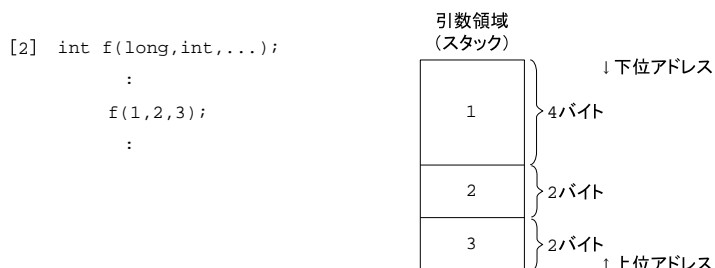 [2] int f(long,int,...);
:
f(1,2,3);
:
引数領域
(スタック)
↓下位アドレス
1
4バイト
2
2バイト
3
2バイト
↑上位アドレス